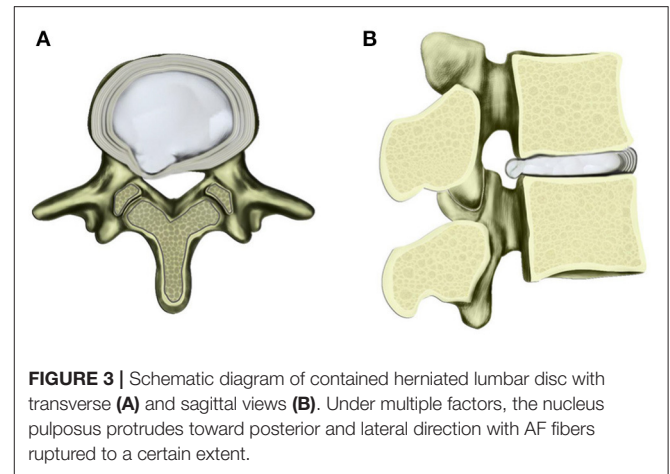 A
B
FIGURE 3 | Schematic diagram of contained herniated lumbar disc with
transverse (A) and sagittal views (B). Under multiple factors, the nucleus
pulposus protrudes toward posterior and lateral direction with AF fibers
ruptured to a certain extent.